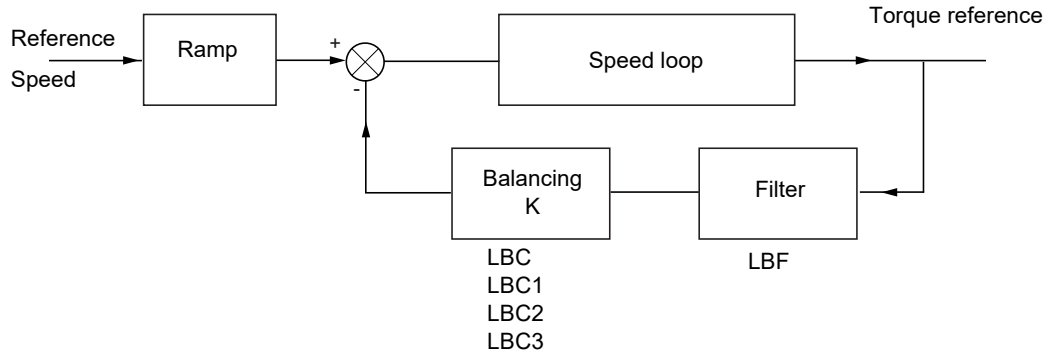 Torque reference
Reference
Speed
Ramp
+
-
Speed loop
Balancing
K
Filter
LBC
LBC1
LBC2
LBC3
LBF